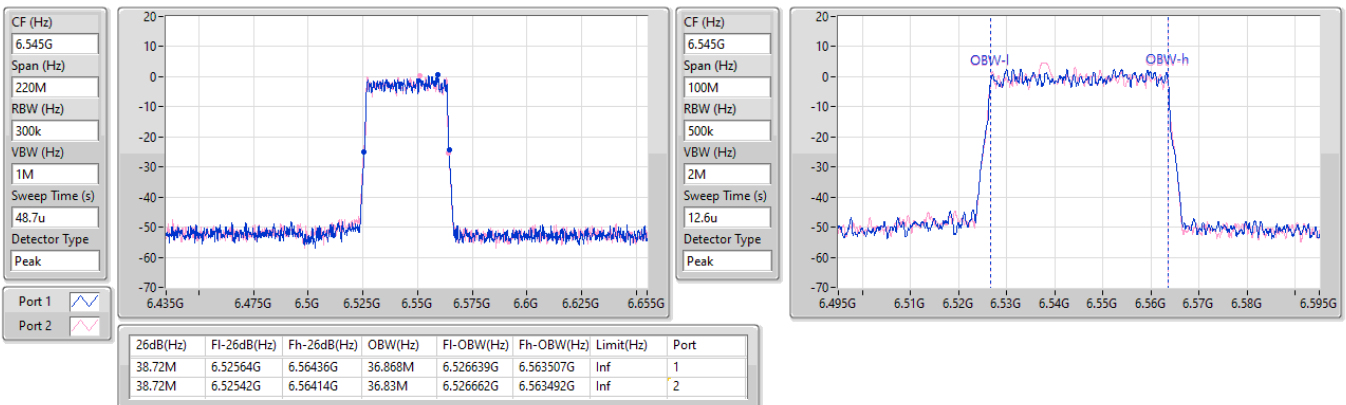 CF (Hz)
6.545G
Span (Hz)
220M
RBW (Hz)
300k
VBW (Hz)
1M
Sweep Time (s)
48.7u
Detector Type
Peak
Port 1
Port 2
20
10
0
-10
-20
-30
-40
-50
-60
-70
6.435G 6.475G 6.5G 6.525G 6.55G 6.575G 6.6G 6.625G 6.655G
CF (Hz)
6.545G
Span (Hz)
100M
RBW (Hz)
500k
VBW (Hz)
2M
Sweep Time (s)
12.6u
Detector Type
Peak
20
10
0
-10
-20
-30
-40
-50
-60
-70
OBW-l OBW-h
6.495G 6.51G 6.52G 6.53G 6.54G 6.55G 6.56G 6.57G 6.58G 6.595G
26dB(Hz) Fl-26dB(Hz) Fh-26dB(Hz) OBW(Hz) Fl-OBW(Hz) Fh-OBW(Hz) Limit(Hz) Port
38.72M 6.52564G 6.56436G 36.868M 6.526639G 6.563507G Inf 1
38.72M 6.52542G 6.56414G 36.83M 6.526662G 6.563492G Inf 2